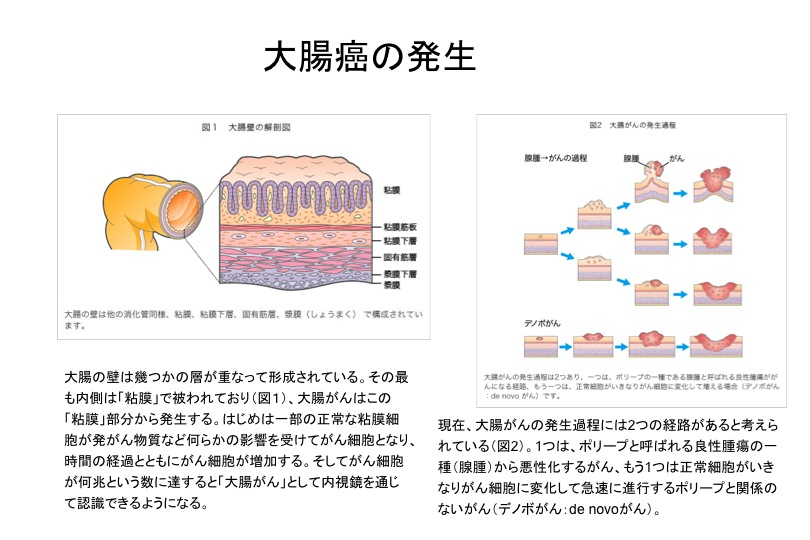 大腸癌の発生
図1 大腸壁の解剖図
粘膜
粘膜筋板
粘膜下層
固有筋層
漿膜下層
漿膜
大腸の壁は他の消化管同様、粘膜、粘膜下層、固有筋層、漿膜（しょうまく） で構成されてい
ます。
大腸の壁は幾つかの層が重なって形成されている。その最
も内側は「粘膜」で被われており（図1）、大腸がんはこの
「粘膜」部分から発生する。はじめは一部の正常な粘膜細
胞が発がん物質など何らかの影響を受けてがん細胞となり、
時間の経過とともにがん細胞が増加する。そしてがん細胞
が何兆という数に達すると「大腸がん」として内視鏡を通じ
て認識できるようになる。
図2 大腸がんの発生過程
腺腫→がんの過程
腺腫 がん
デノボがん
大腸がんの発生過程は2つあり、一つは、ポリープの一種である腺腫と呼ばれる良性腫瘍がが
んになる経路、もう一つは、正常細胞がいきなりがん細胞に変化して増える場合（デノボがん
：de novo がん）です。
現在、大腸がんの発生過程には2つの経路があると考えら
れている（図2）。1つは、ポリープと呼ばれる良性腫瘍の一
種（腺腫）から悪性化するがん、もう1つは正常細胞がいき
なりがん細胞に変化して急速に進行するポリープと関係の
ないがん（デノボがん：de novoがん）。